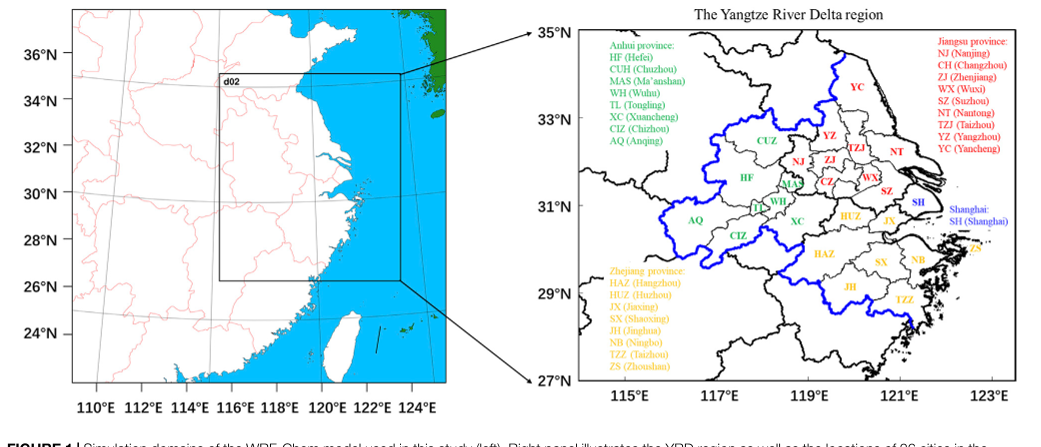 The Yangtze River Delta region
36°N
34°N
32°N
30°N
28°N
26°N
24°N
110°E 112°E 114°E 116°E 118°E 120°E 122°E 124°E
d02
35°N
33°N
31°N
29°N
27°N
115°E 117°E 119°E 121°E 123°E
Anhui province:
HF (Hefei)
CUH (Chuzhou)
MAS (Ma'anshan)
WH (Wuhu)
TL (Tongling)
XC (Xuancheng)
CIZ (Chizhou)
AQ (Anqing)
Jiangsu province:
NJ (Nanjing)
CH (Changzhou)
ZJ (Zhenjiang)
WX (Wuxi)
SZ (Suzhou)
NT (Nantong)
TZJ (Taizhou)
YZ (Yangzhou)
YC (Yancheng)
Shanghai:
SH (Shanghai)
Zhejiang province:
HAZ (Hangzhou)
HUZ (Huzhou)
JX (Jiaxing)
SX (Shaoxing)
JH (Jinghua)
NB (Ningbo)
TZZ (Taizhou)
ZS (Zhoushan)
YC
CUZ
YZ
TZJ
NT
NJ
ZJ
HF
MAS
CZ
WX
SZ
WH
TL
SH
AQ
XC
HUZ
JX
CIZ
HAZ
SX
NB
ZS
JH
TZZ